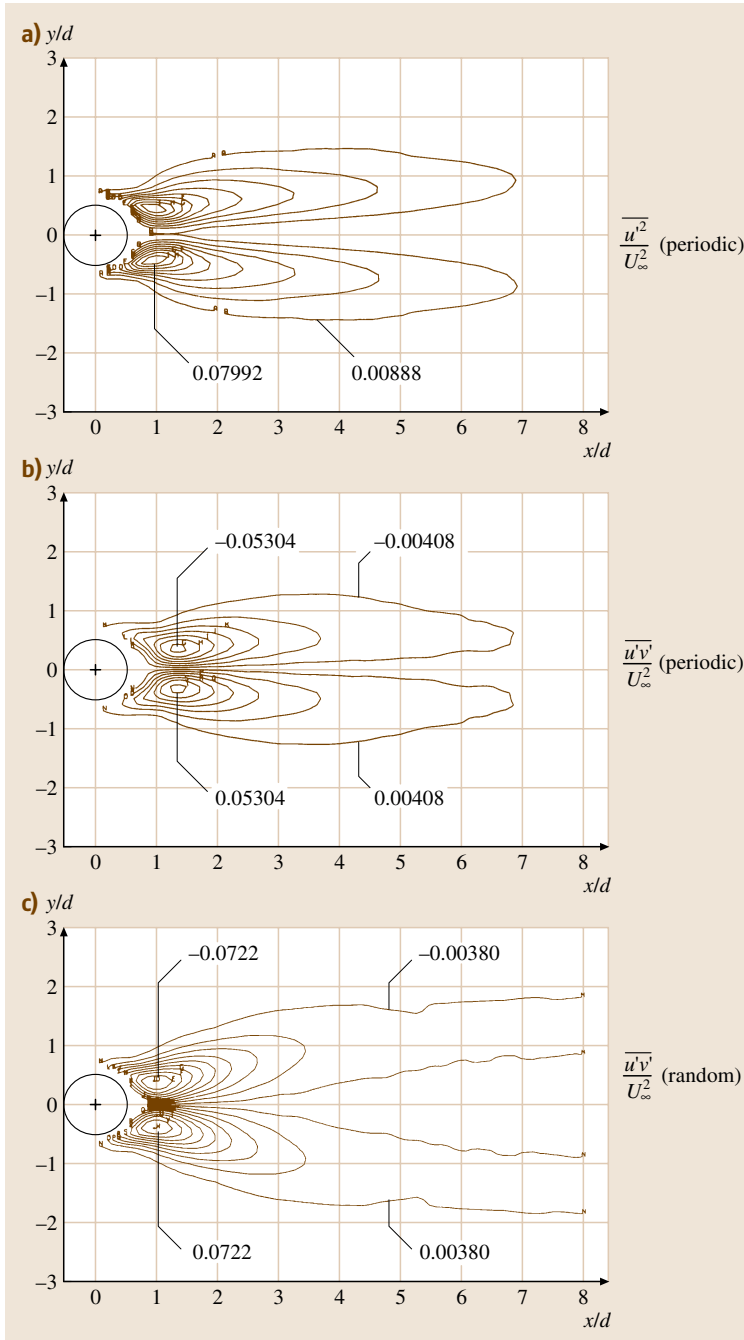 a) y/d
3
2
1
0
−1
−2
−3
0.07992
0.00888
0 1 2 3 4 5 6 7 8
x/d
u'²/U∞² (periodic)
b) y/d
3
2
1
0
−1
−2
−3
−0.05304
−0.00408
0.05304
0.00408
0 1 2 3 4 5 6 7 8
x/d
u'v'/U∞² (periodic)
c) y/d
3
2
1
0
−1
−2
−3
−0.0722
−0.00380
0.0722
0.00380
0 1 2 3 4 5 6 7 8
x/d
u'v'/U∞² (random)